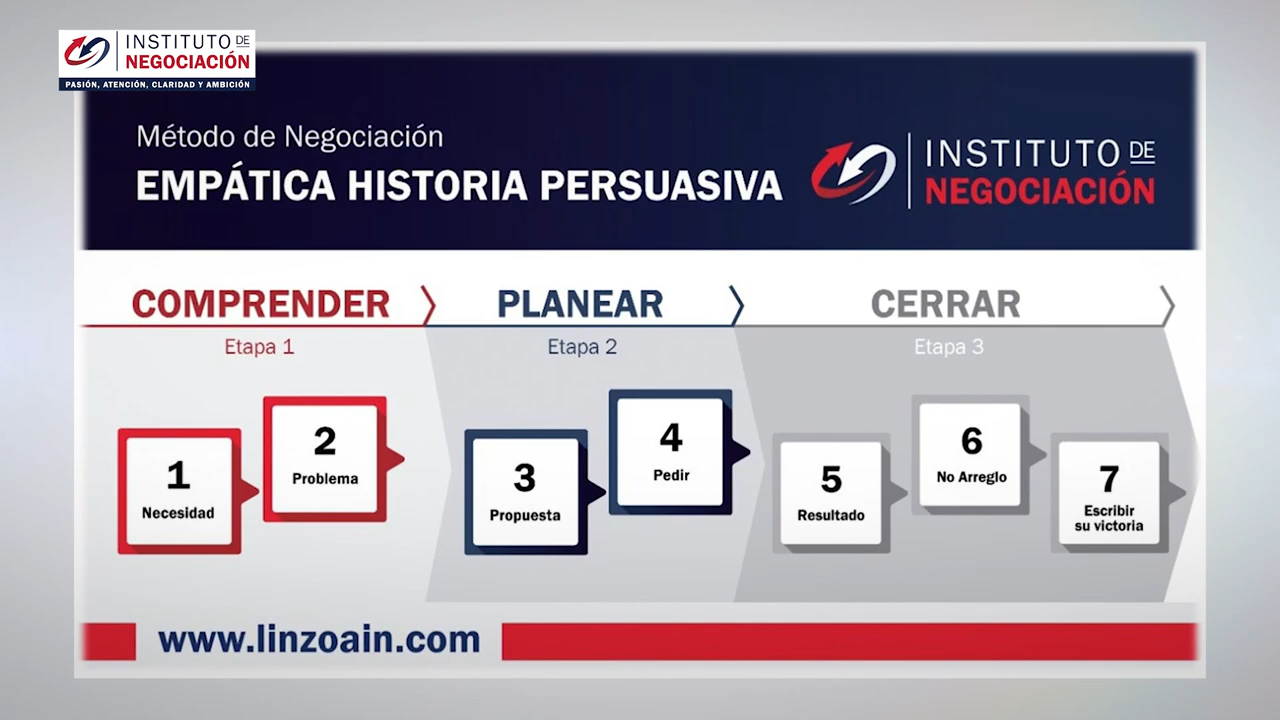 INSTITUTO DE
NEGOCIACIÓN
PASIÓN, ATENCIÓN, CLARIDAD Y AMBICIÓN
Método de Negociación
EMPÁTICA HISTORIA PERSUASIVA
INSTITUTO DE
NEGOCIACIÓN
COMPRENDER
Etapa 1
PLANEAR
Etapa 2
CERRAR
Etapa 3
1
Necesidad
2
Problema
3
Propuesta
4
Pedir
5
Resultado
6
No Arreglo
7
Escribir
su victoria
www.linzoain.com